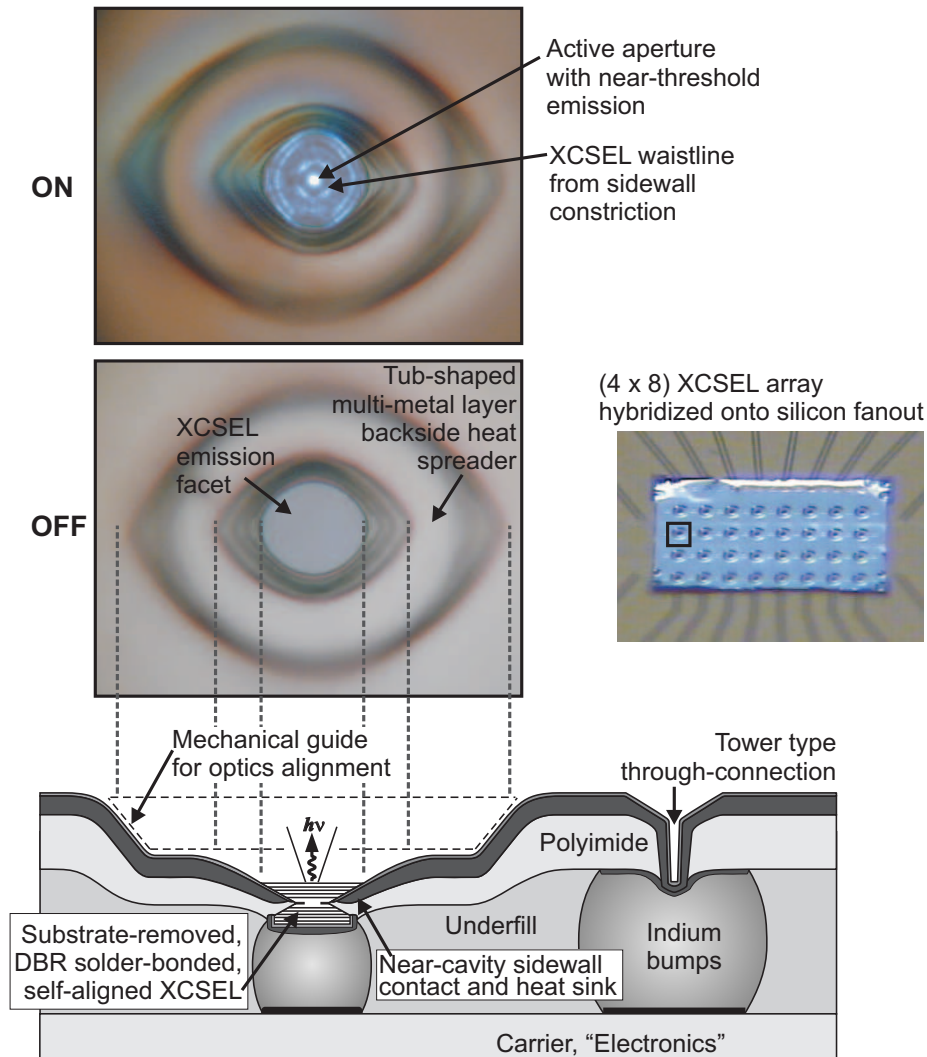 Active aperture
with near-threshold
emission
ON
XCSEL waistline
from sidewall
constriction
Tub-shaped
multi-metal layer
backside heat
spreader
XCSEL
emission
facet
OFF
(4 x 8) XCSEL array
hybridized onto silicon fanout
Mechanical guide
for optics alignment
Tower type
through-connection
hν
Polyimide
Underfill
Indium
bumps
Substrate-removed,
DBR solder-bonded,
self-aligned XCSEL
Near-cavity sidewall
contact and heat sink
Carrier, “Electronics”